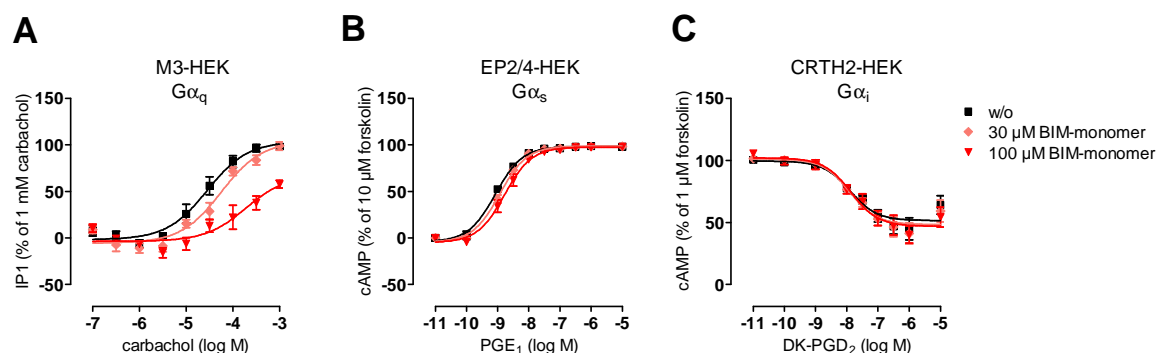 A
M3-HEK
Gαq
IP1 (% of 1 mM carbachol)
150
100
50
0
-50
-7 -6 -5 -4 -3
carbachol (log M)
B
EP2/4-HEK
Gαs
cAMP (% of 10 µM forskolin)
150
100
50
0
-50
-11 -10 -9 -8 -7 -6 -5
PGE1 (log M)
C
CRTH2-HEK
Gαi
cAMP (% of 1 µM forskolin)
150
100
50
0
-11 -10 -9 -8 -7 -6 -5
DK-PGD2 (log M)
w/o
30 µM BIM-monomer
100 µM BIM-monomer